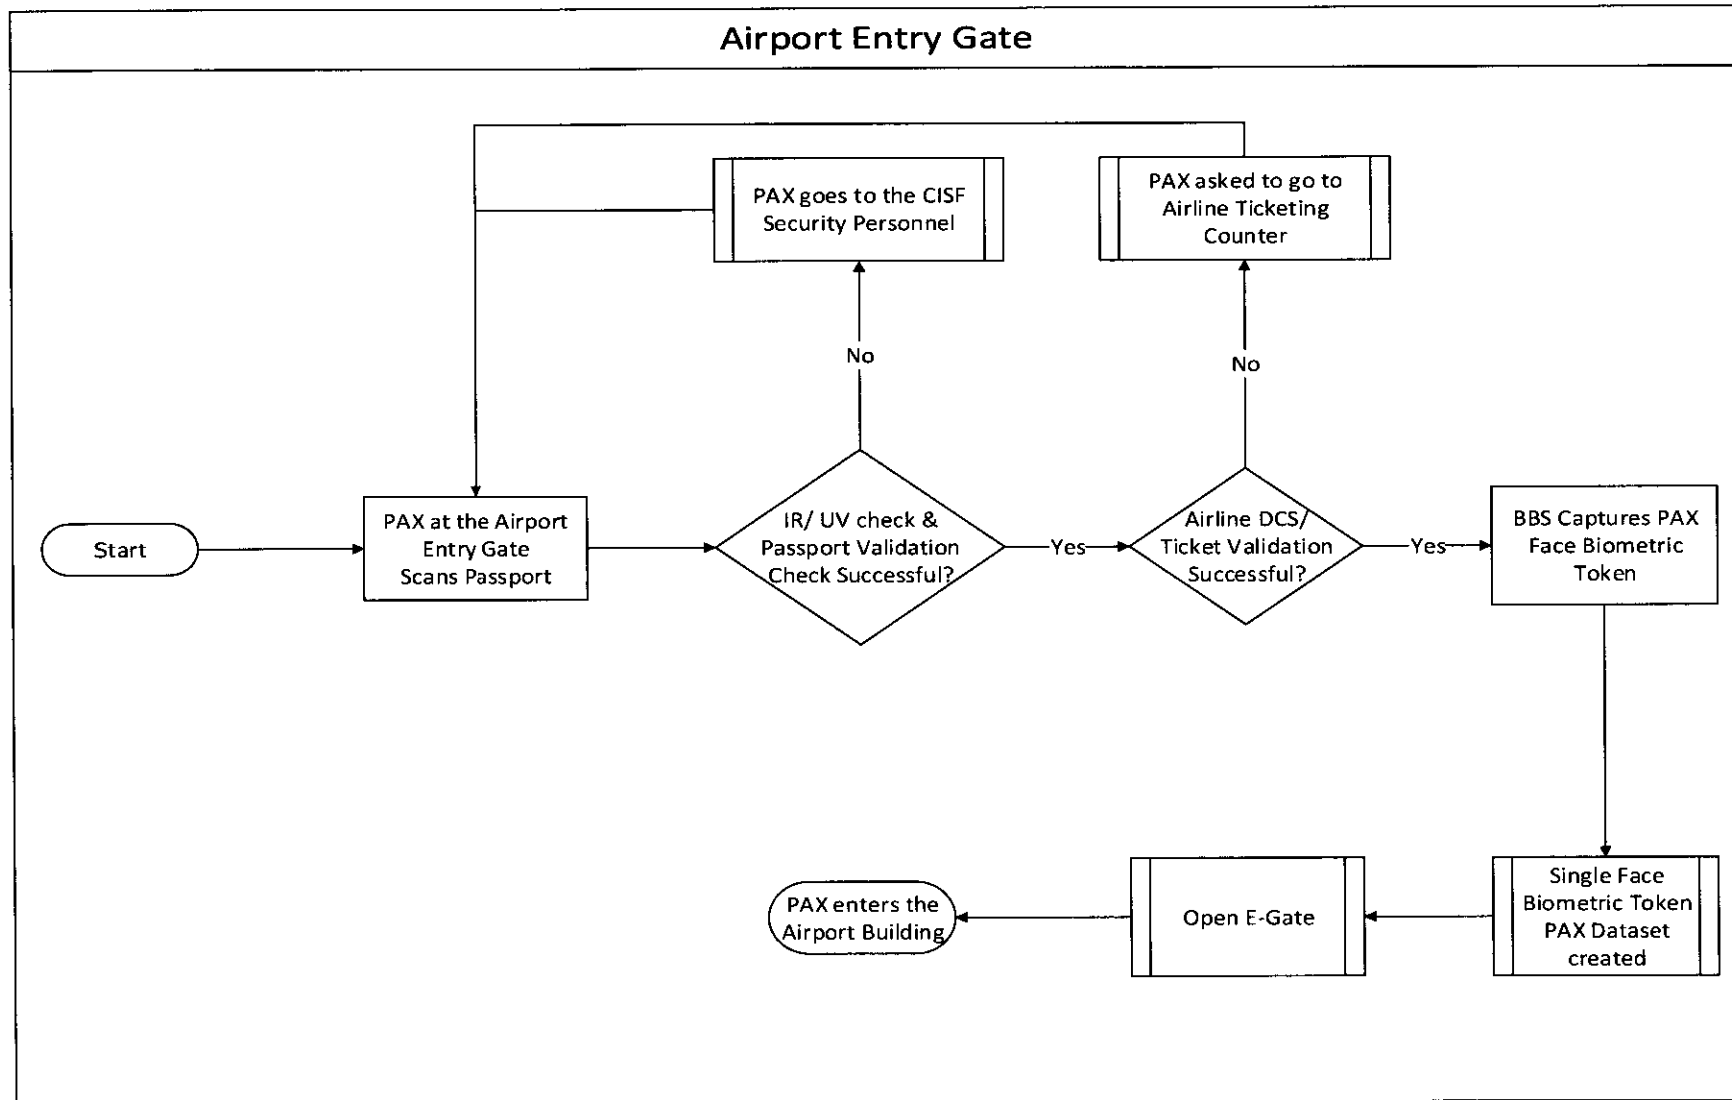 Airport Entry Gate
PAX goes to the CISF
Security Personnel
PAX asked to go to
Airline Ticketing
Counter
No
No
Start
PAX at the Airport
Entry Gate
Scans Passport
IR/ UV check &
Passport Validation
Check Successful?
Yes
Airline DCS/
Ticket Validation
Successful?
Yes
BBS Captures PAX
Face Biometric
Token
PAX enters the
Airport Building
Open E-Gate
Single Face
Biometric Token
PAX Dataset
created